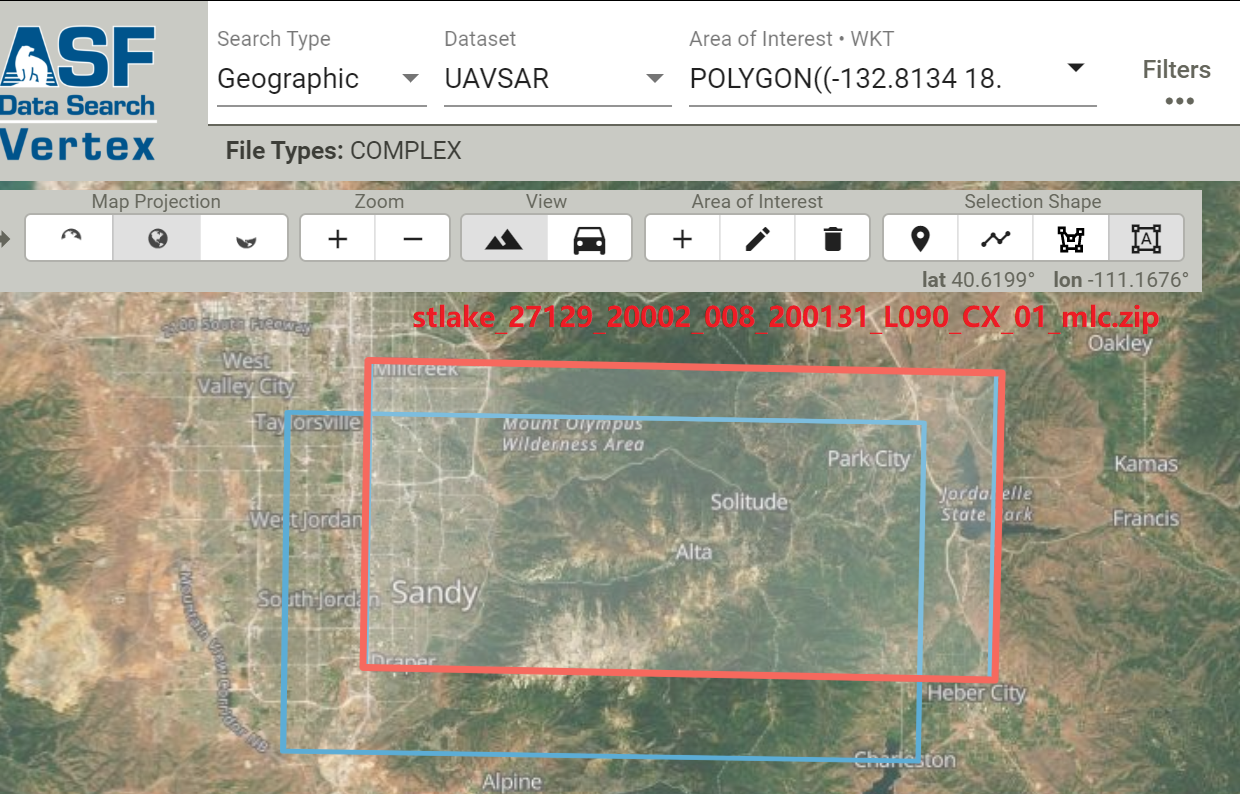 ASF
Data Search
Vertex
Search Type
Geographic
Dataset
UAVSAR
Area of Interest • WKT
POLYGON((-132.8134 18.
Filters
File Types: COMPLEX
Map Projection
Zoom
View
Area of Interest
Selection Shape
A
lat 40.6199° lon -111.1676°
stlake_27129_20002_008_200131_L090_CX_01_mlc.zip
2100 South Freeway
Oakley
West
Valley City
Millcreek
Taylorsville
Mount Olympus
Wilderness Area
Park City
Kamas
Solitude
Jordanelle
State Park
West Jordan
Francis
Alta
Sandy
South Jordan
Mountain View Corridor NB
Draper
Heber City
Charleston
Alpine